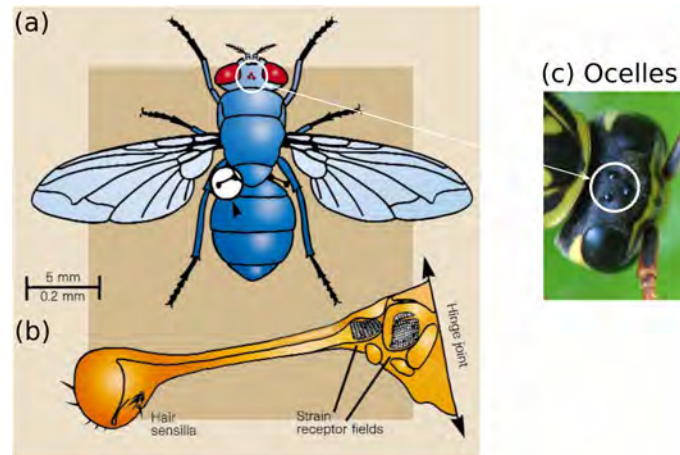 (a)
(c) Ocelles
5 mm
0.2 mm
(b)
Hinge joint
Hair
sensilla
Strain
receptor fields